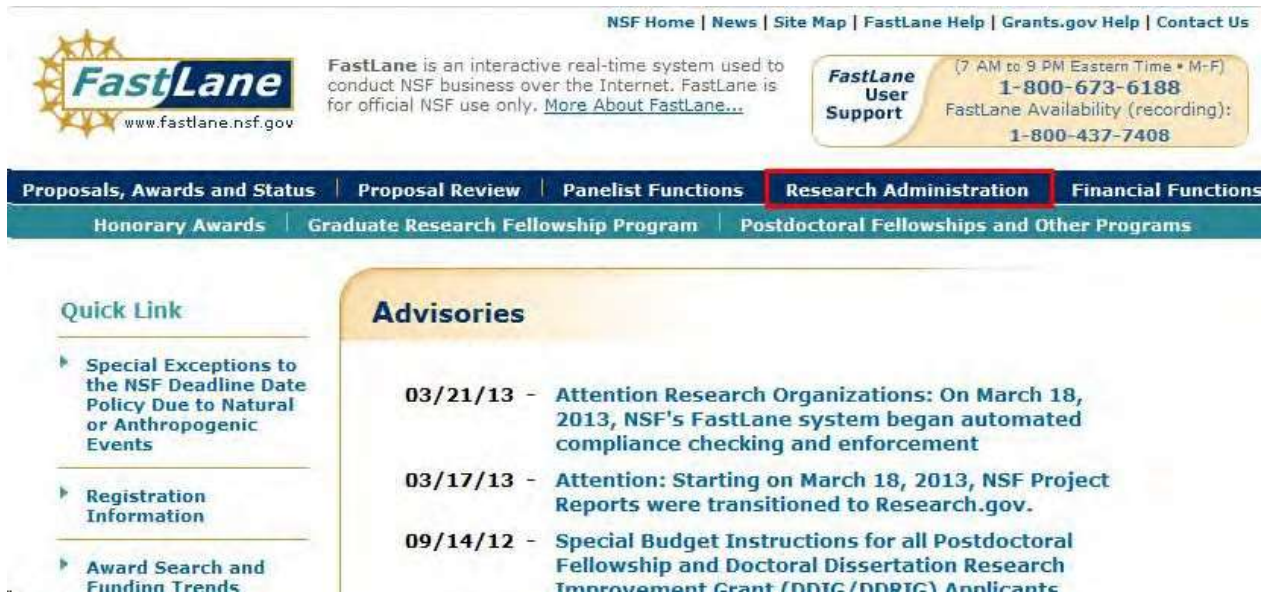 NSF Home | News | Site Map | FastLane Help | Grants.gov Help | Contact Us
FastLane
www.fastlane.nsf.gov
FastLane is an interactive real-time system used to
conduct NSF business over the Internet. FastLane is
for official NSF use only. More About FastLane...
FastLane
User
Support
(7 AM to 9 PM Eastern Time • M-F)
1-800-673-6188
FastLane Availability (recording):
1-800-437-7408
Proposals, Awards and Status | Proposal Review | Panelist Functions Research Administration Financial Functions
Honorary Awards | Graduate Research Fellowship Program | Postdoctoral Fellowships and Other Programs
Quick Link
Special Exceptions to
the NSF Deadline Date
Policy Due to Natural
or Anthropogenic
Events
Registration
Information
Award Search and
Funding Trends
Advisories
03/21/13 - Attention Research Organizations: On March 18,
2013, NSF's FastLane system began automated
compliance checking and enforcement
03/17/13 - Attention: Starting on March 18, 2013, NSF Project
Reports were transitioned to Research.gov.
09/14/12 - Special Budget Instructions for all Postdoctoral
Fellowship and Doctoral Dissertation Research
Improvement Grant (DDIG/DDRIG) Applicants